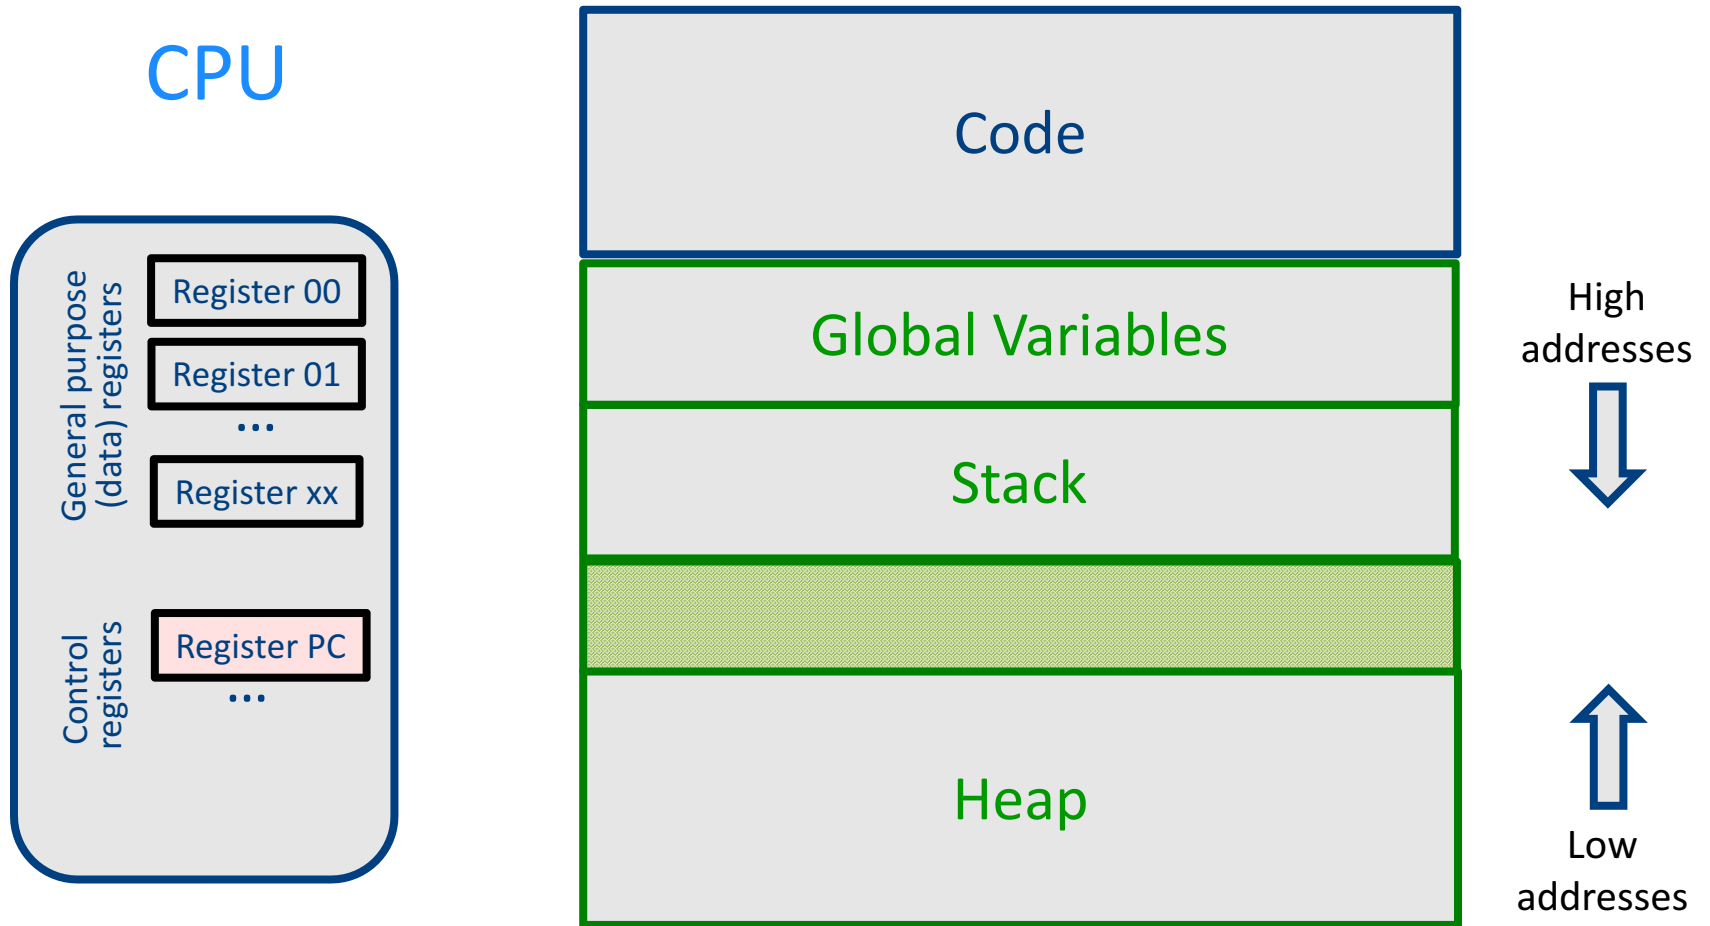 CPU
General purpose
(data) registers
Register 00
Register 01
...
Register xx
Control
registers
Register PC
...
Code
Global Variables
Stack
Heap
High
addresses
Low
addresses